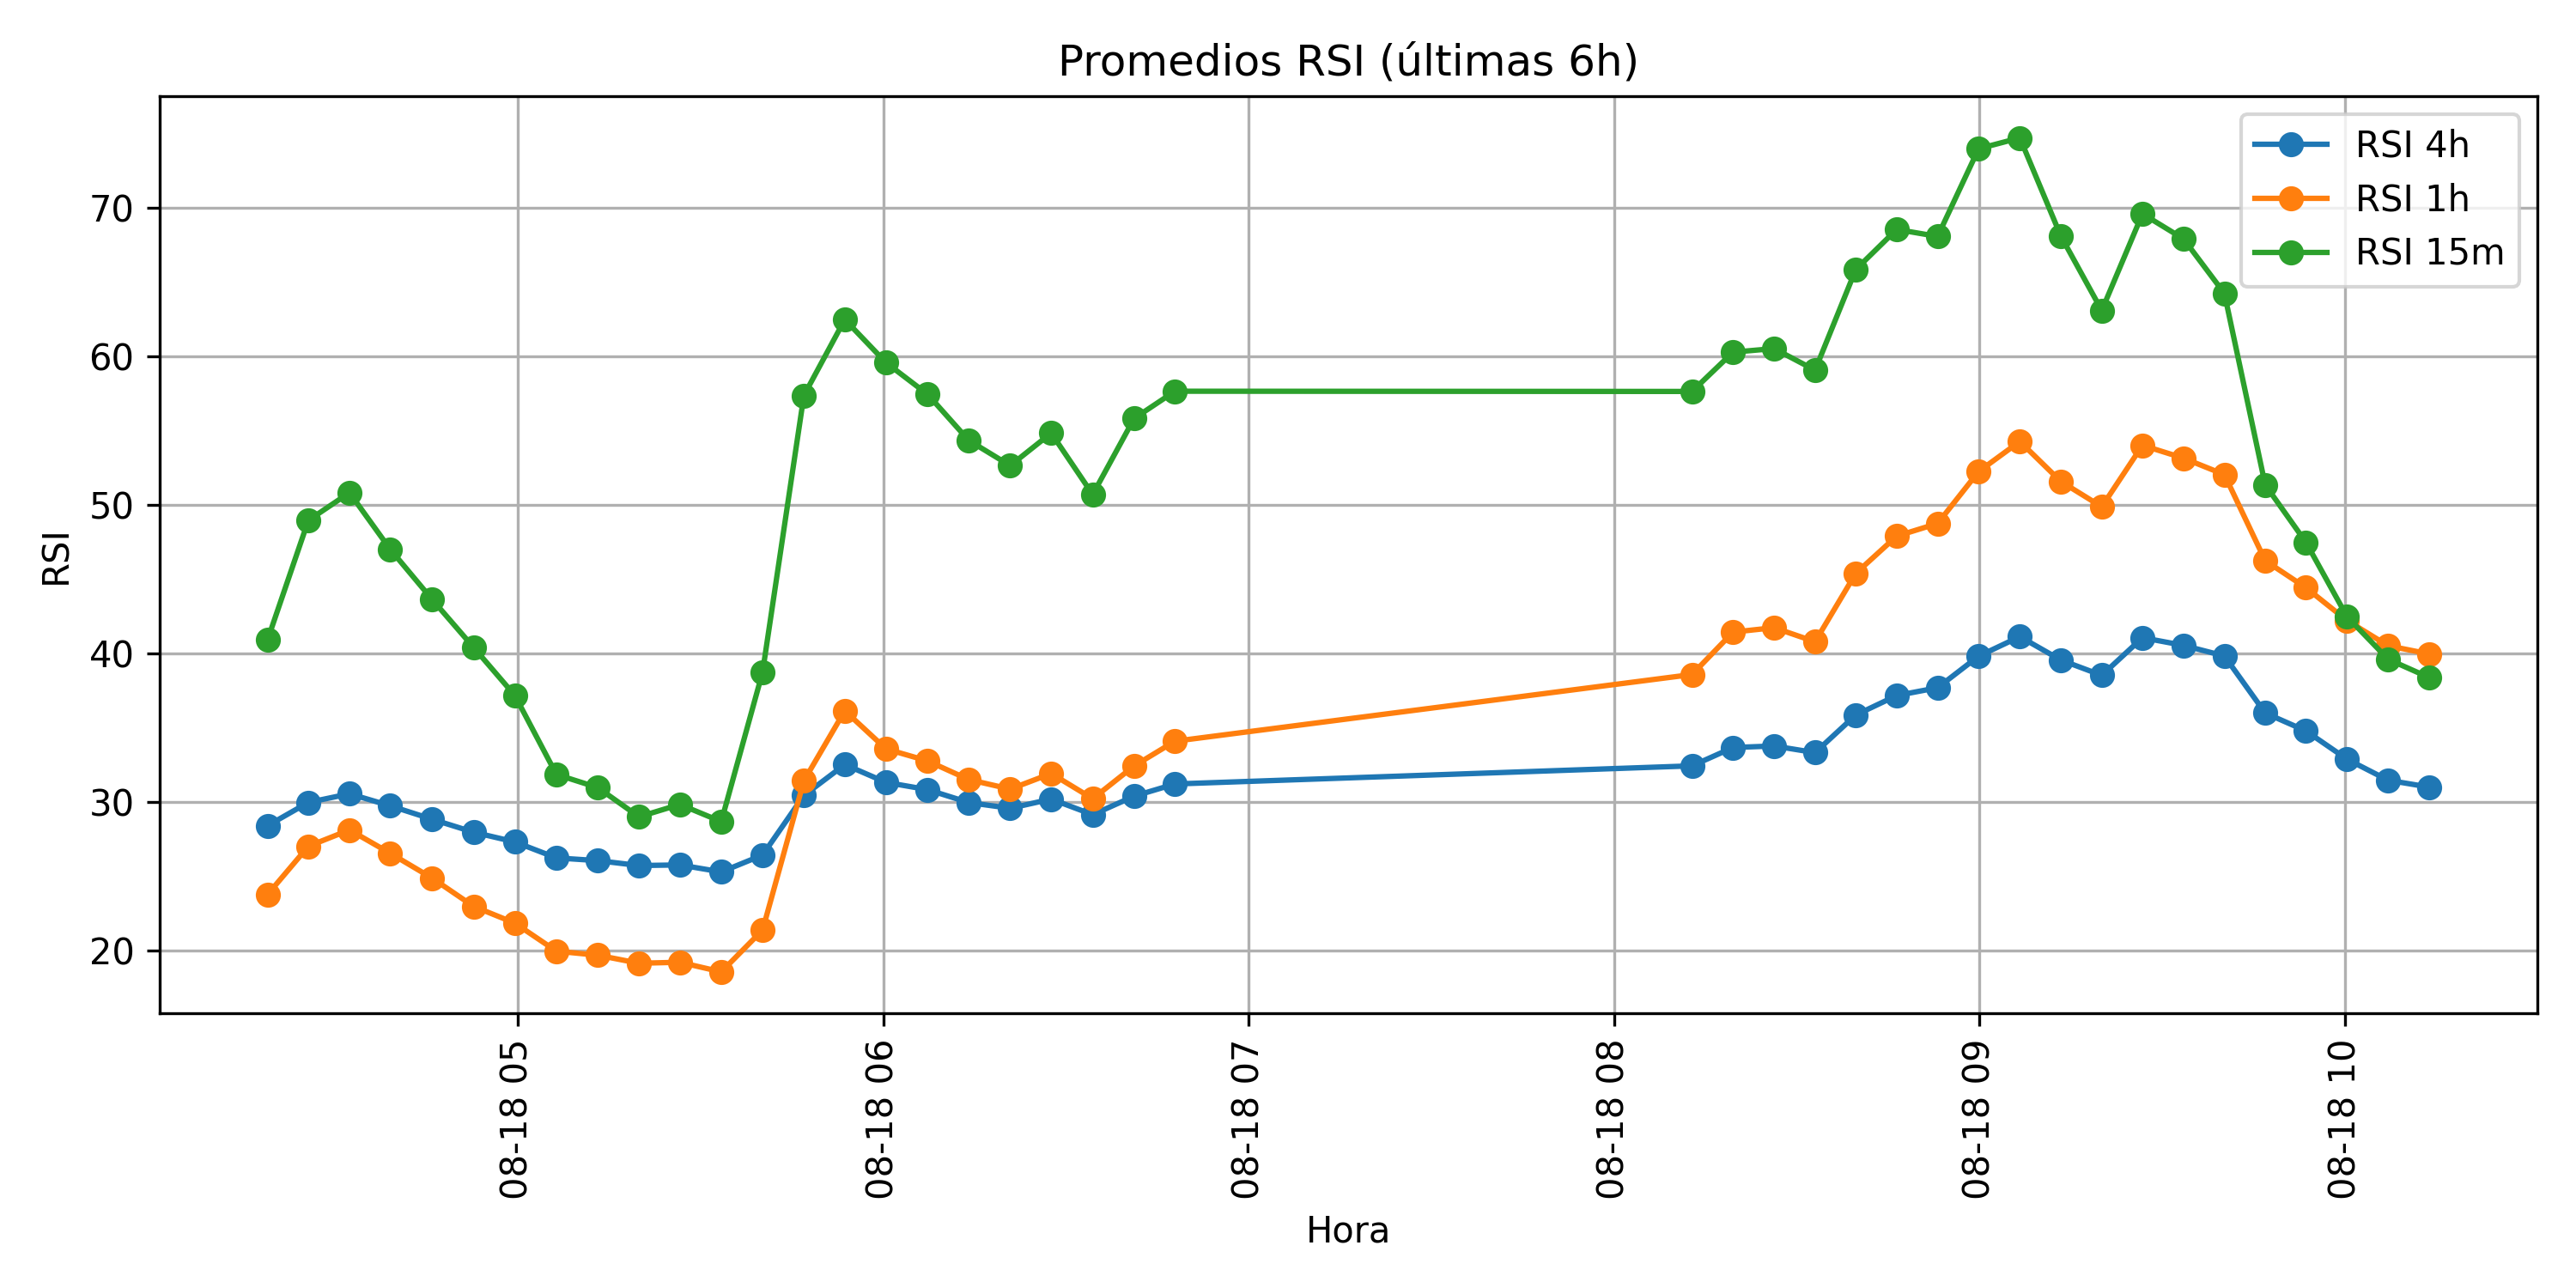 Promedios RSI (últimas 6h)
RSI 4h
RSI 1h
RSI 15m
RSI
70
60
50
40
30
20
08-18 05
08-18 06
08-18 07
08-18 08
08-18 09
08-18 10
Hora